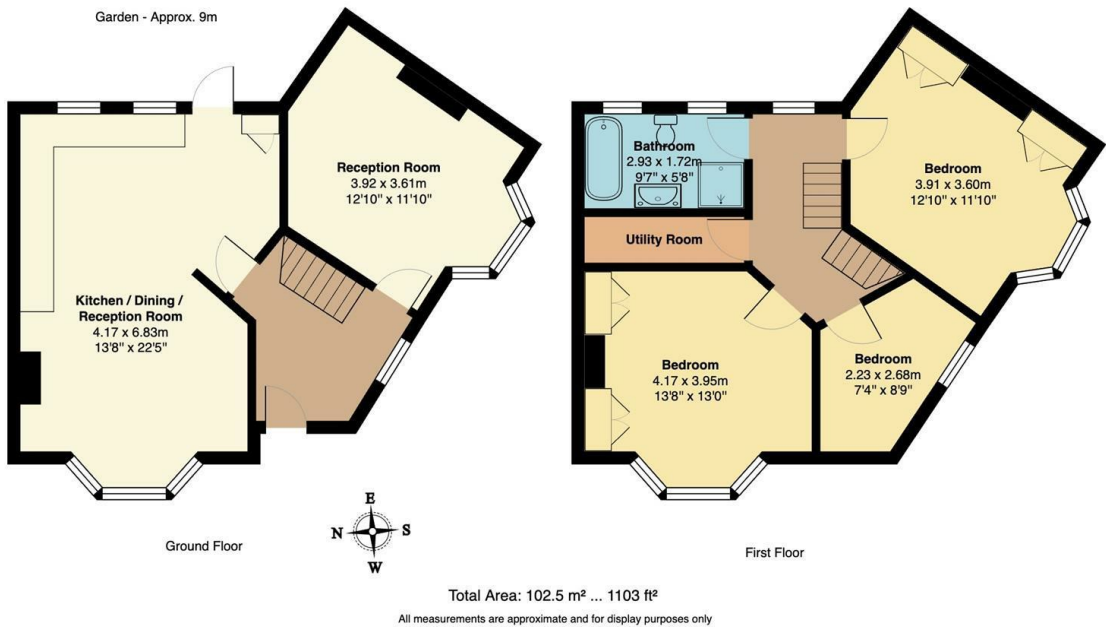 Garden - Approx. 9m
Reception Room
3.92 x 3.61m
12'10" x 11'10"
Kitchen / Dining /
Reception Room
4.17 x 6.83m
13'8" x 22'5"
Bathroom
2.93 x 1.72m
9'7" x 5'8"
Utility Room
Bedroom
3.91 x 3.60m
12'10" x 11'10"
Bedroom
4.17 x 3.95m
13'8" x 13'0"
Bedroom
2.23 x 2.68m
7'4" x 8'9"
E
N S
W
Ground Floor
First Floor
Total Area: 102.5 m² ... 1103 ft²
All measurements are approximate and for display purposes only